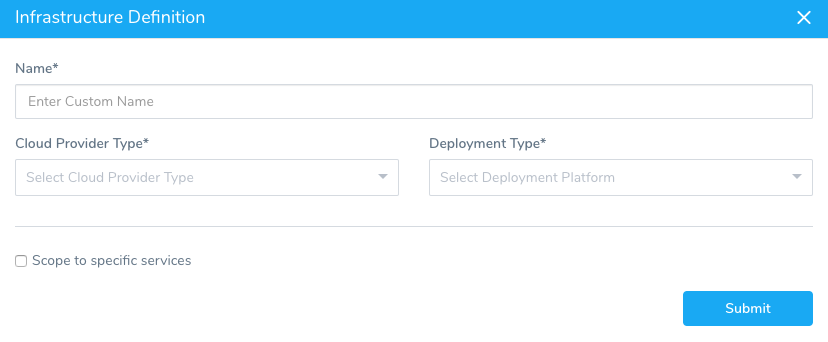 Infrastructure Definition
Name*
Enter Custom Name
Cloud Provider Type* Deployment Type*
Select Cloud Provider Type Select Deployment Platform
Scope to specific services
Submit